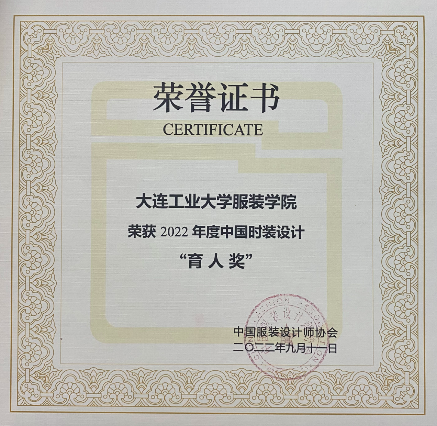 荣誉证书
CERTIFICATE
大连工业大学服装学院
荣获 2022 年度中国时装设计
“育人奖”
中国服装设计师协会
二〇二二年九月十一日